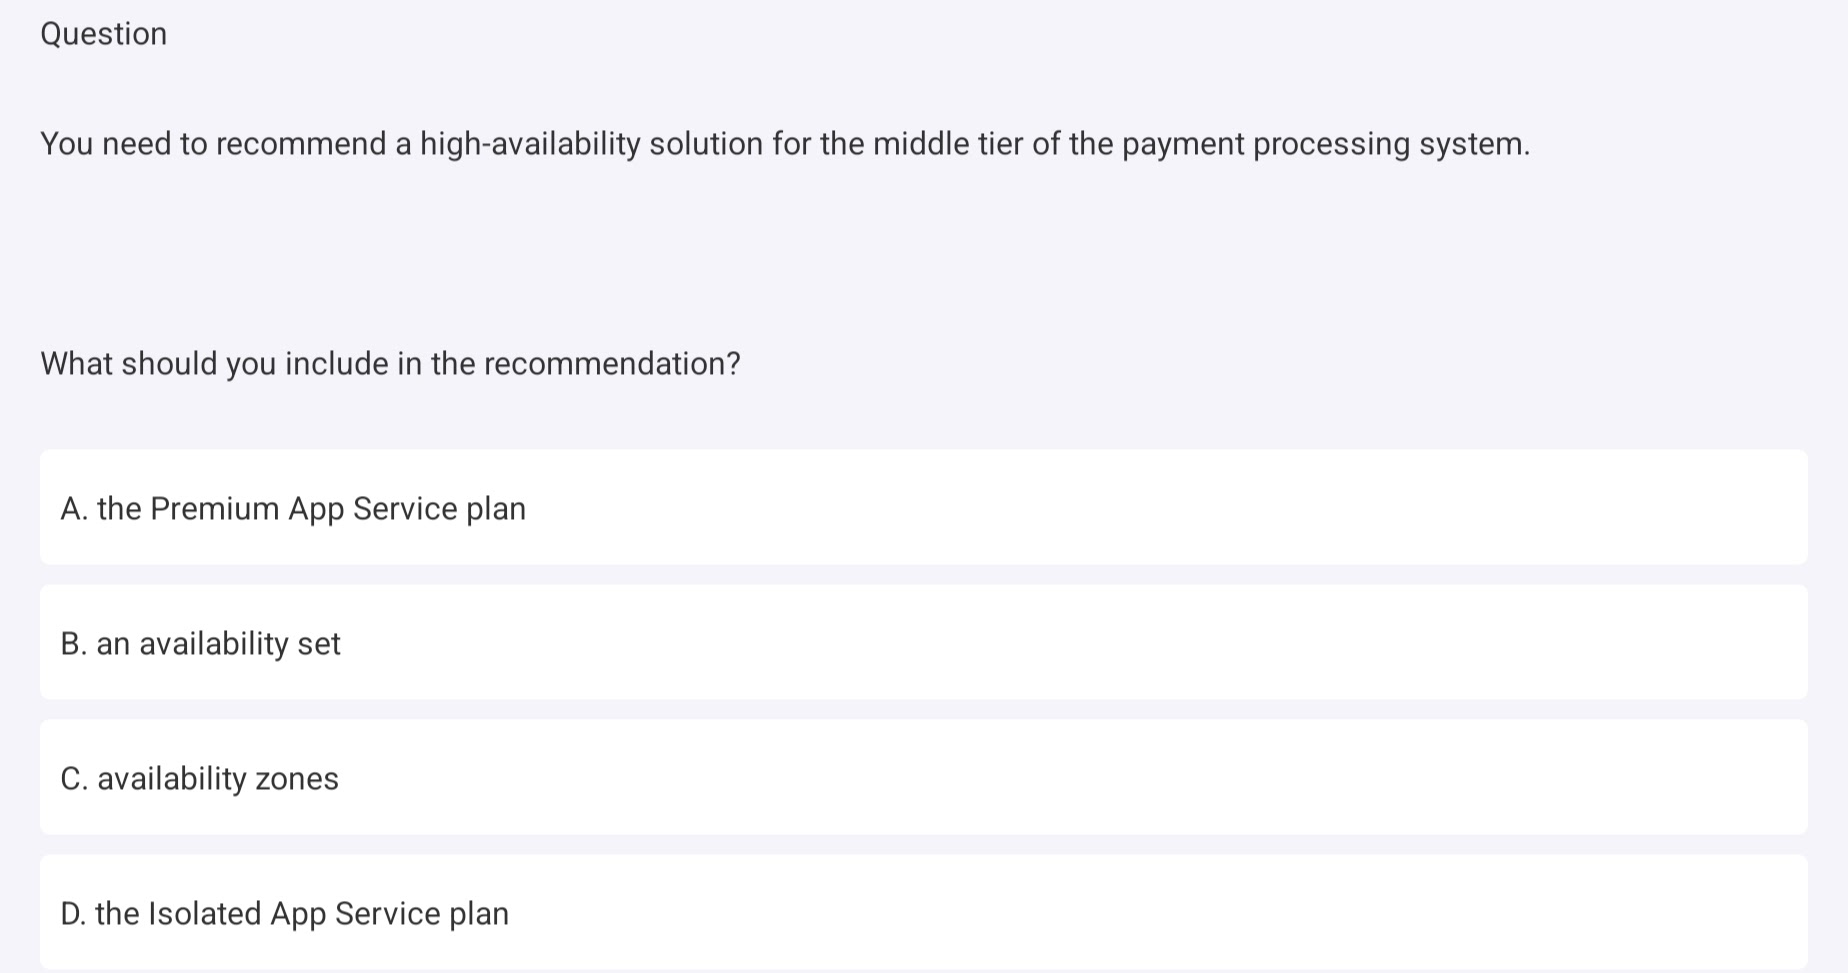 Question
You need to recommend a high-availability solution for the middle tier of the payment processing system.
What should you include in the recommendation?
A. the Premium App Service plan
B. an availability set
C. availability zones
D. the Isolated App Service plan